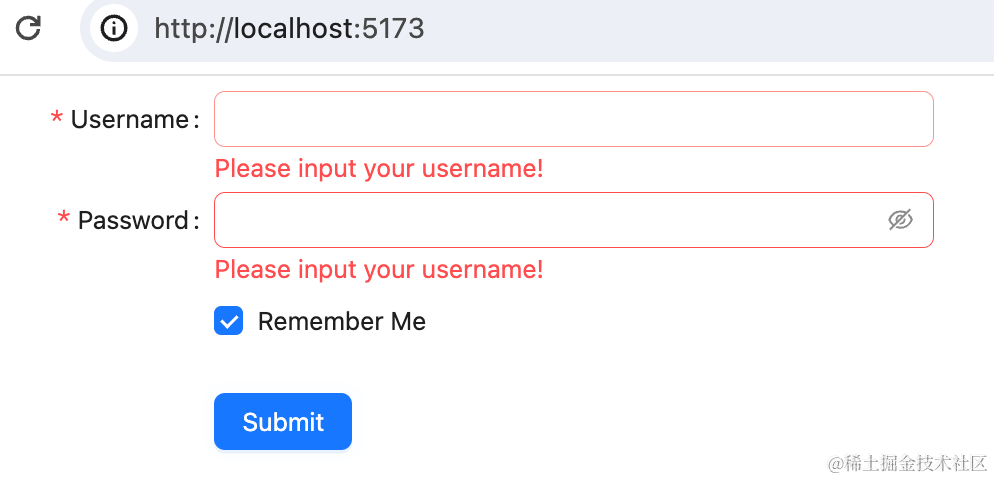 http://localhost:5173
* Username:
Please input your username!
* Password:
Please input your username!
Remember Me
Submit
@稀土掘金技术社区